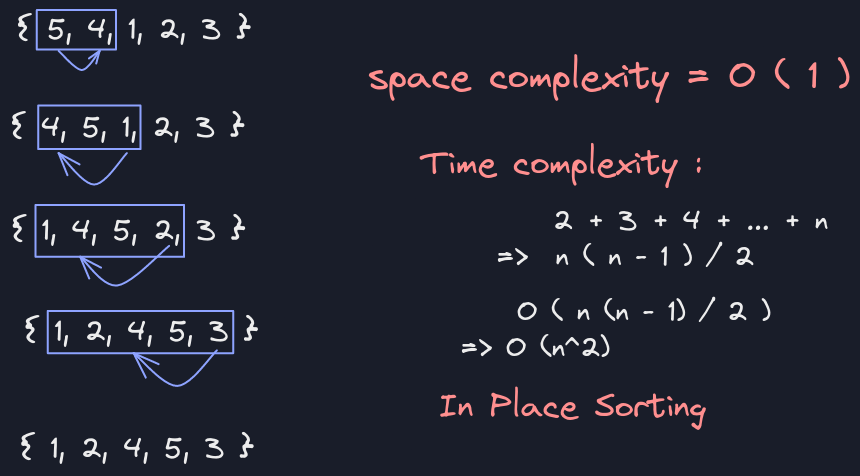 { 5, 4, 1, 2, 3 }
{ 4, 5, 1, 2, 3 }
{ 1, 4, 5, 2, 3 }
{ 1, 2, 4, 5, 3 }
{ 1, 2, 4, 5, 3 }
space complexity = O ( 1 )
Time complexity :
2 + 3 + 4 + ... + n
=> n ( n - 1 ) / 2
O ( n (n - 1) / 2 )
=> O (n^2)
In Place Sorting